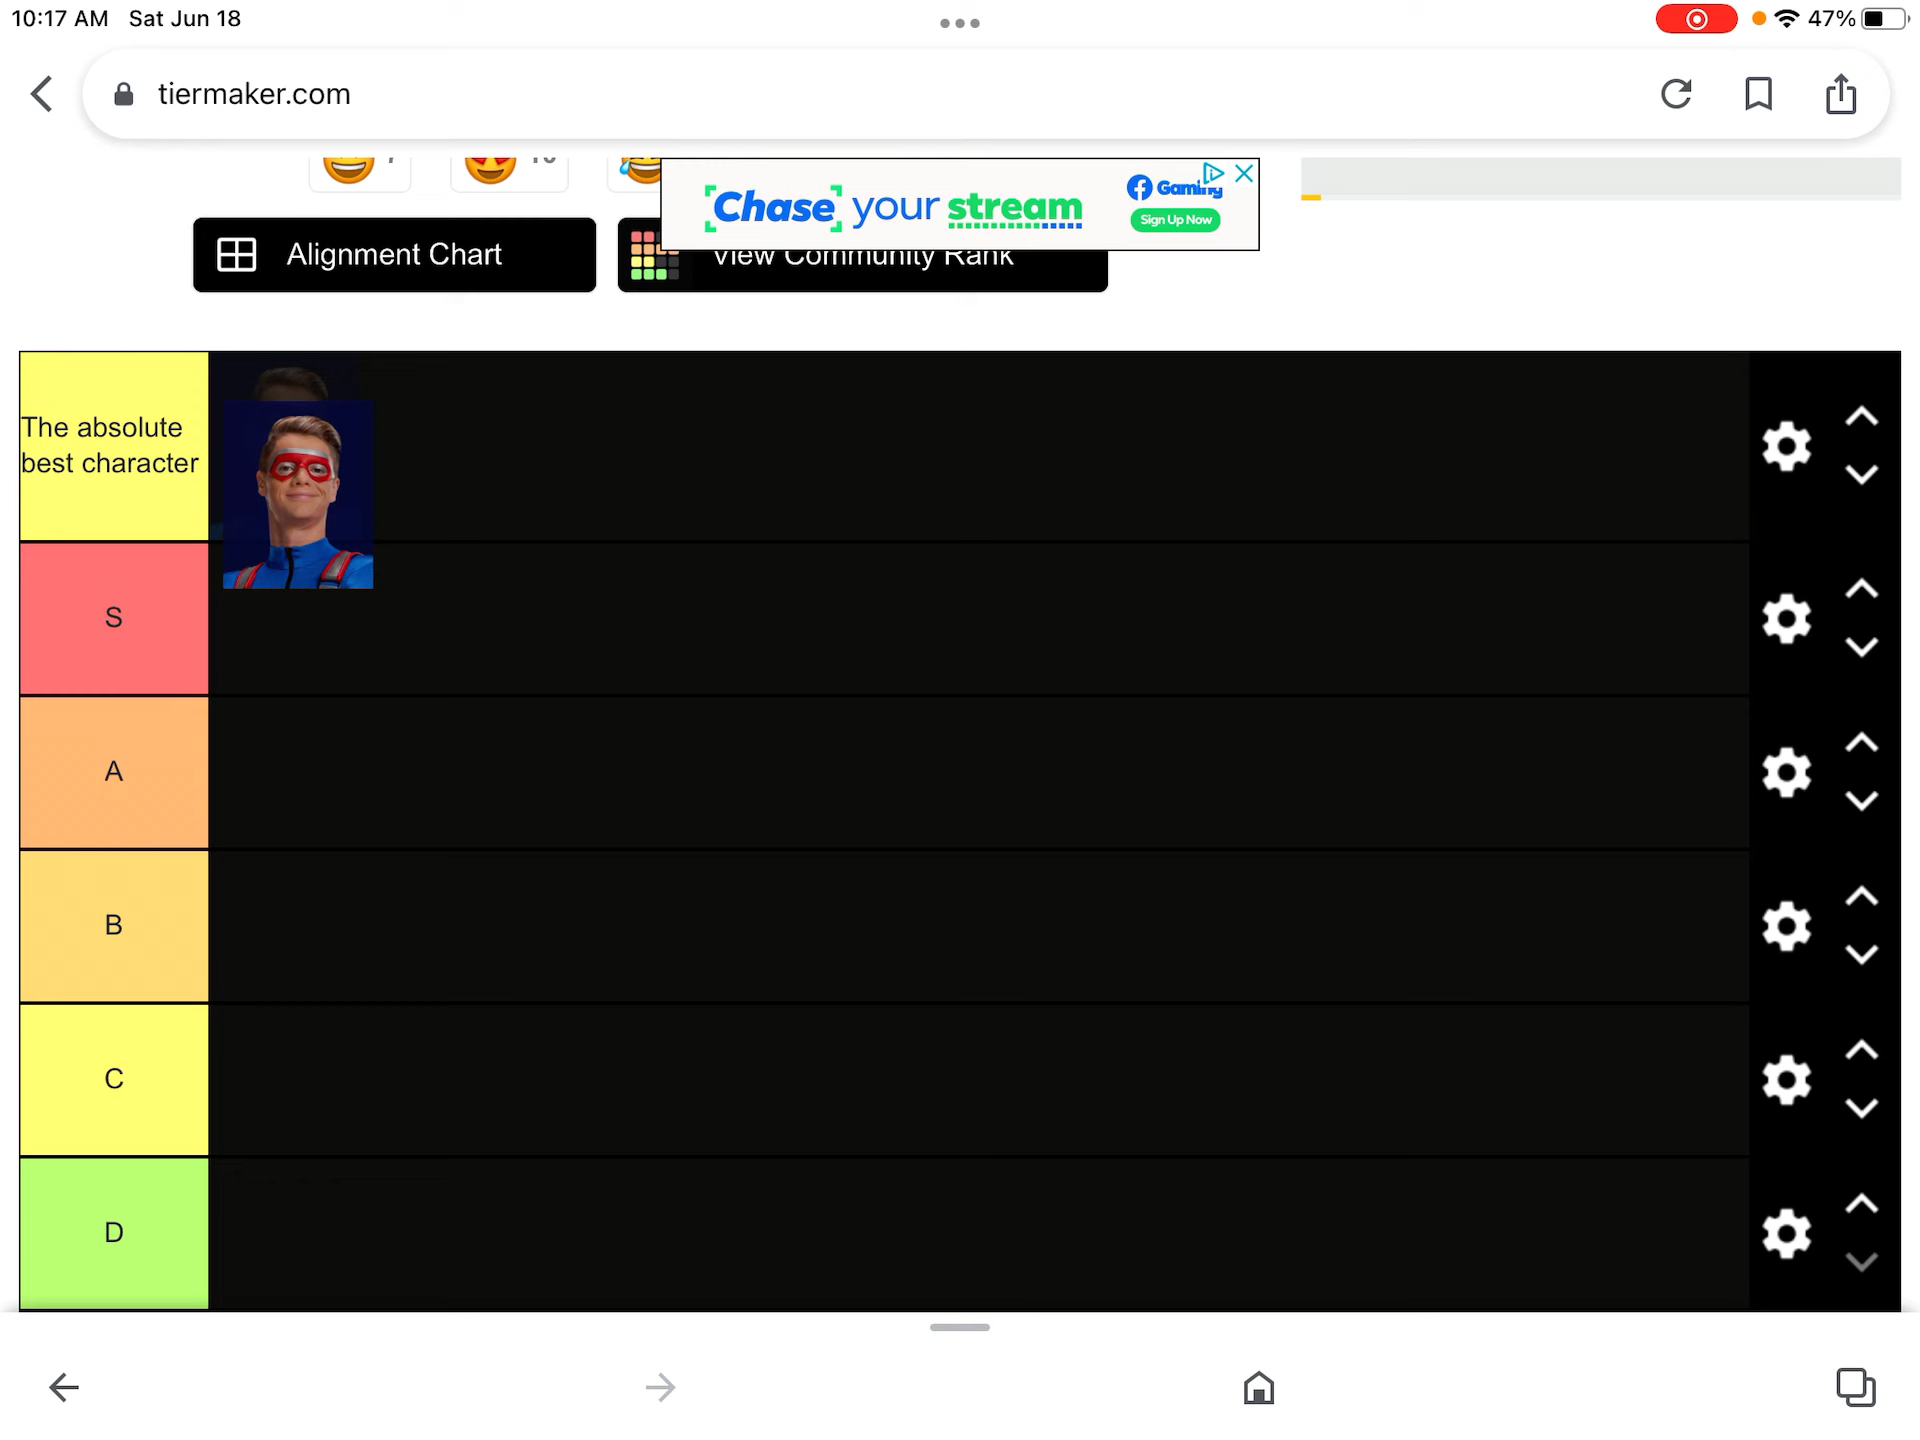 10:17 AM Sat Jun 18
47%
tiermaker.com
Chase your stream
Gaming
Sign Up Now
Alignment Chart
View Community Rank
The absolute
best character
S
A
B
C
D